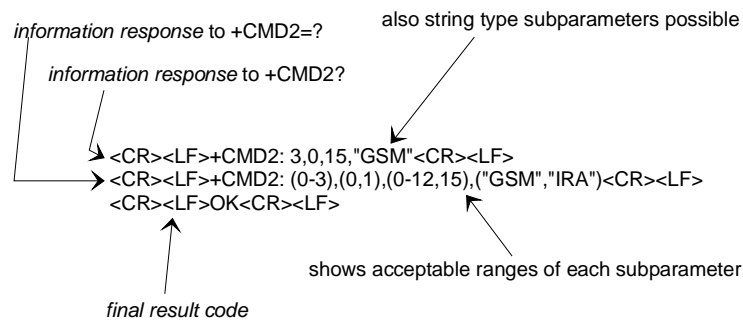 also string type subparameters possible
information response to +CMD2=?
information response to +CMD2?
<CR><LF>+CMD2: 3,0,15,"GSM"<CR><LF>
<CR><LF>+CMD2: (0-3),(0,1),(0-12,15),("GSM","IRA")<CR><LF>
<CR><LF>OK<CR><LF>
shows acceptable ranges of each subparameter
final result code